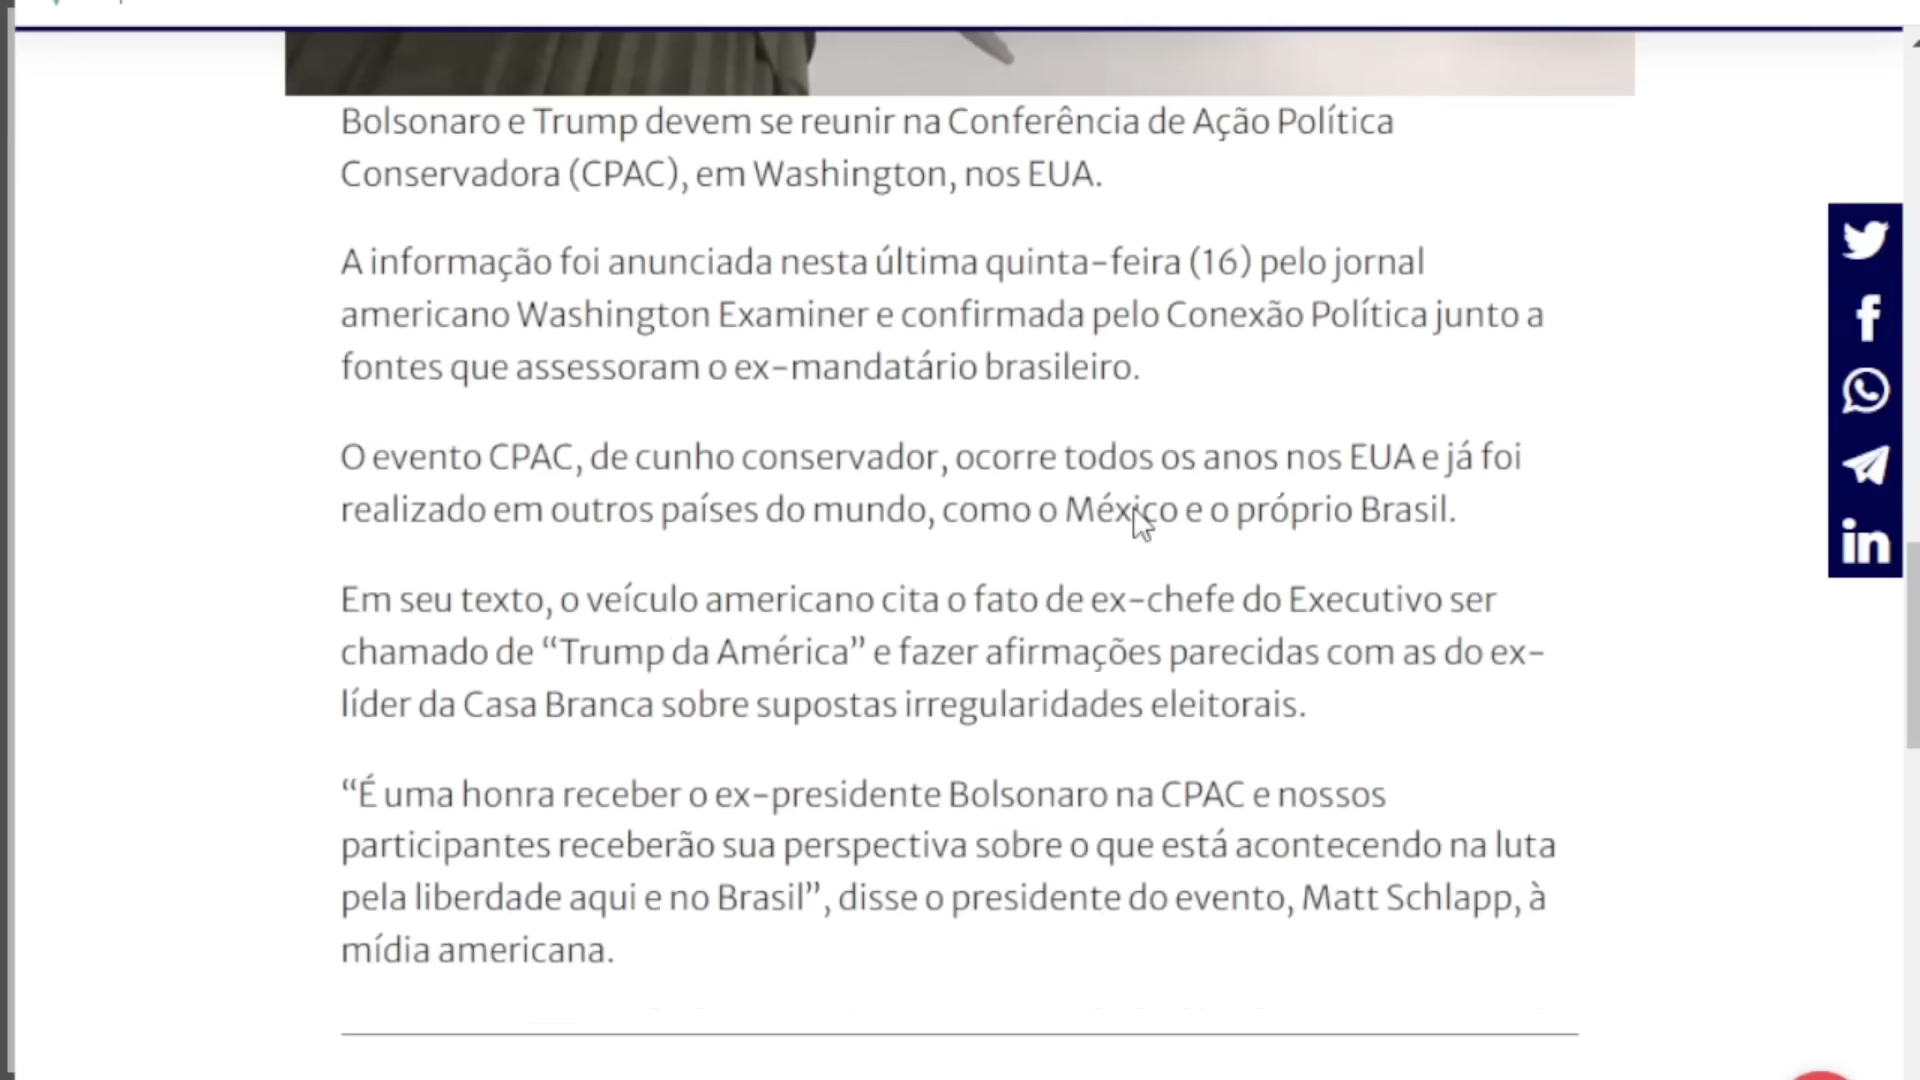 Bolsonaro e Trump devem se reunir na Conferência de Ação Política
Conservadora (CPAC), em Washington, nos EUA.
A informação foi anunciada nesta última quinta-feira (16) pelo jornal
americano Washington Examiner e confirmada pelo Conexão Política junto a
fontes que assessoram o ex-mandatário brasileiro.
O evento CPAC, de cunho conservador, ocorre todos os anos nos EUA e já foi
realizado em outros países do mundo, como o México e o próprio Brasil.
Em seu texto, o veículo americano cita o fato de ex-chefe do Executivo ser
chamado de “Trump da América” e fazer afirmações parecidas com as do ex-
líder da Casa Branca sobre supostas irregularidades eleitorais.
“É uma honra receber o ex-presidente Bolsonaro na CPAC e nossos
participantes receberão sua perspectiva sobre o que está acontecendo na luta
pela liberdade aqui e no Brasil”, disse o presidente do evento, Matt Schlapp, à
mídia americana.